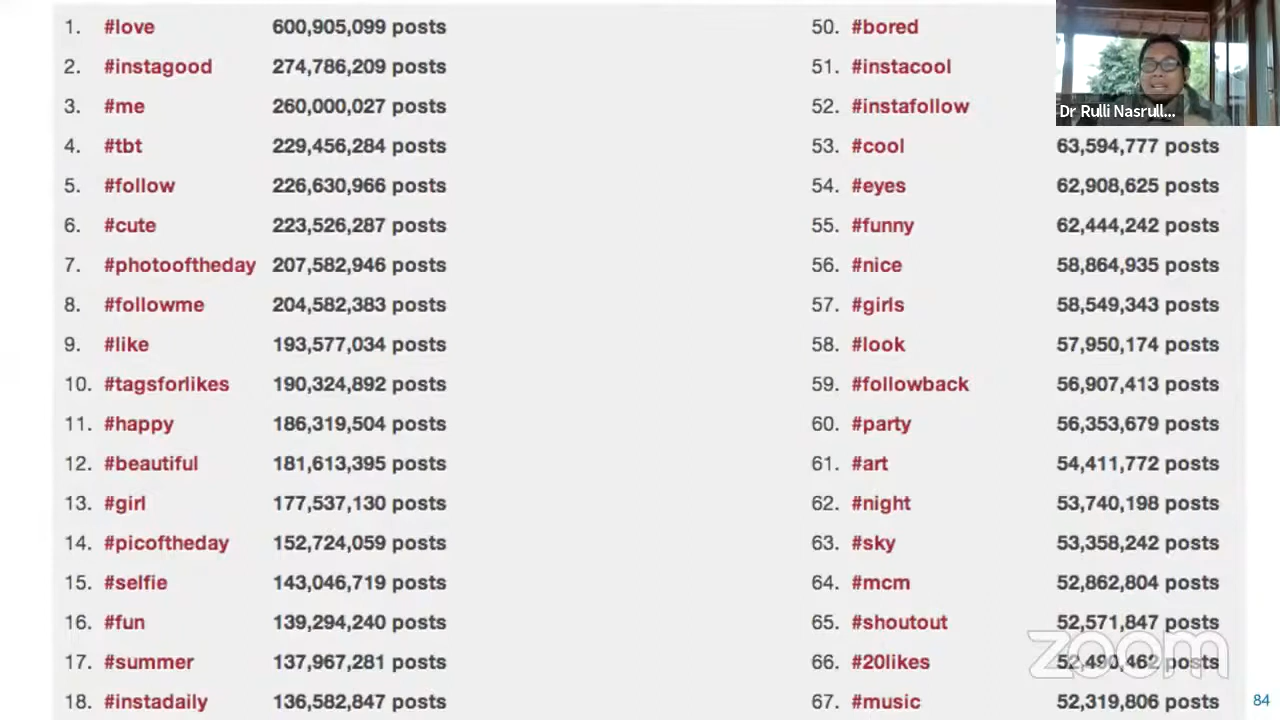 1. #love 600,905,099 posts
2. #instagood 274,786,209 posts
3. #me 260,000,027 posts
4. #tbt 229,456,284 posts
5. #follow 226,630,966 posts
6. #cute 223,526,287 posts
7. #photooftheday 207,582,946 posts
8. #followme 204,582,383 posts
9. #like 193,577,034 posts
10. #tagsforlikes 190,324,892 posts
11. #happy 186,319,504 posts
12. #beautiful 181,613,395 posts
13. #girl 177,537,130 posts
14. #picoftheday 152,724,059 posts
15. #selfie 143,046,719 posts
16. #fun 139,294,240 posts
17. #summer 137,967,281 posts
18. #instadaily 136,582,847 posts
50. #bored
51. #instacool
52. #instafollow
53. #cool 63,594,777 posts
54. #eyes 62,908,625 posts
55. #funny 62,444,242 posts
56. #nice 58,864,935 posts
57. #girls 58,549,343 posts
58. #look 57,950,174 posts
59. #followback 56,907,413 posts
60. #party 56,353,679 posts
61. #art 54,411,772 posts
62. #night 53,740,198 posts
63. #sky 53,358,242 posts
64. #mcm 52,862,804 posts
65. #shoutout 52,571,847 posts
66. #20likes 52,490,462 posts
67. #music 52,319,806 posts
Dr Rulli Nasrull...
zoom
84